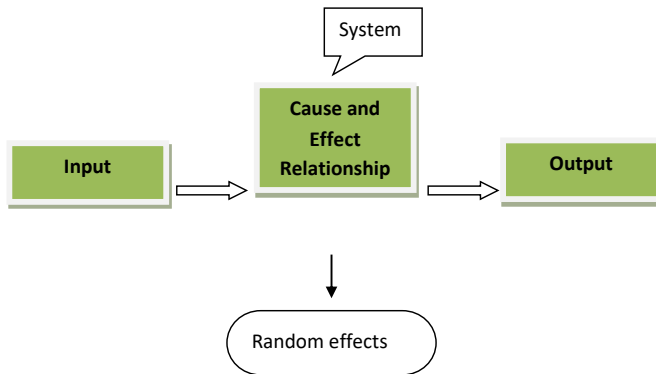 System
Cause and
Effect
Relationship
Input
Output
Random effects